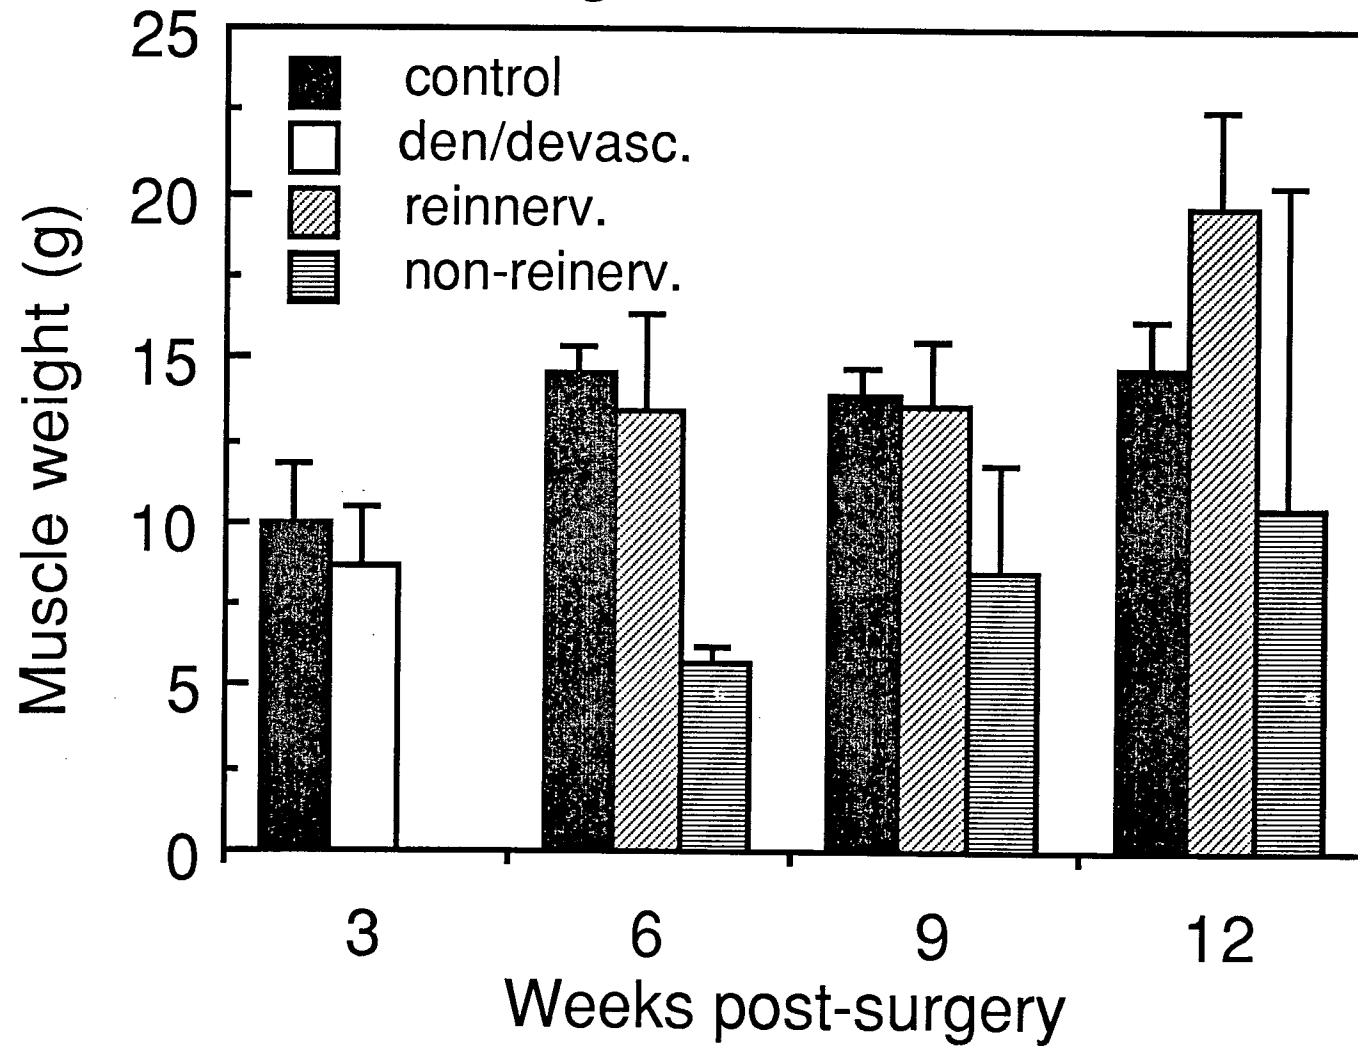 25
20
15
10
5
0
Muscle weight (g)
control
den/devasc.
reinnerv.
non-reinerv.
3 6 9 12
Weeks post-surgery